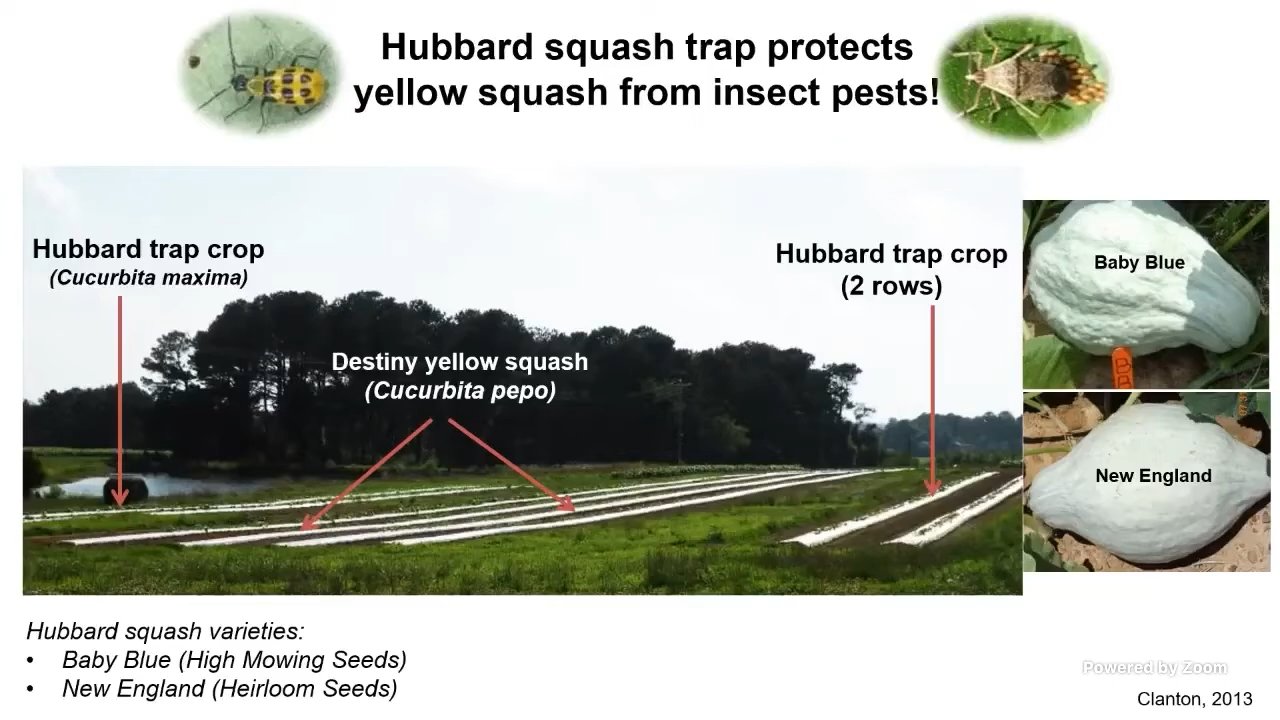 Hubbard squash trap protects
yellow squash from insect pests!
Hubbard trap crop
(Cucurbita maxima)
Destiny yellow squash
(Cucurbita pepo)
Hubbard trap crop
(2 rows)
Baby Blue
New England
Hubbard squash varieties:
• Baby Blue (High Mowing Seeds)
• New England (Heirloom Seeds)
Powered by Zoom
Clanton, 2013